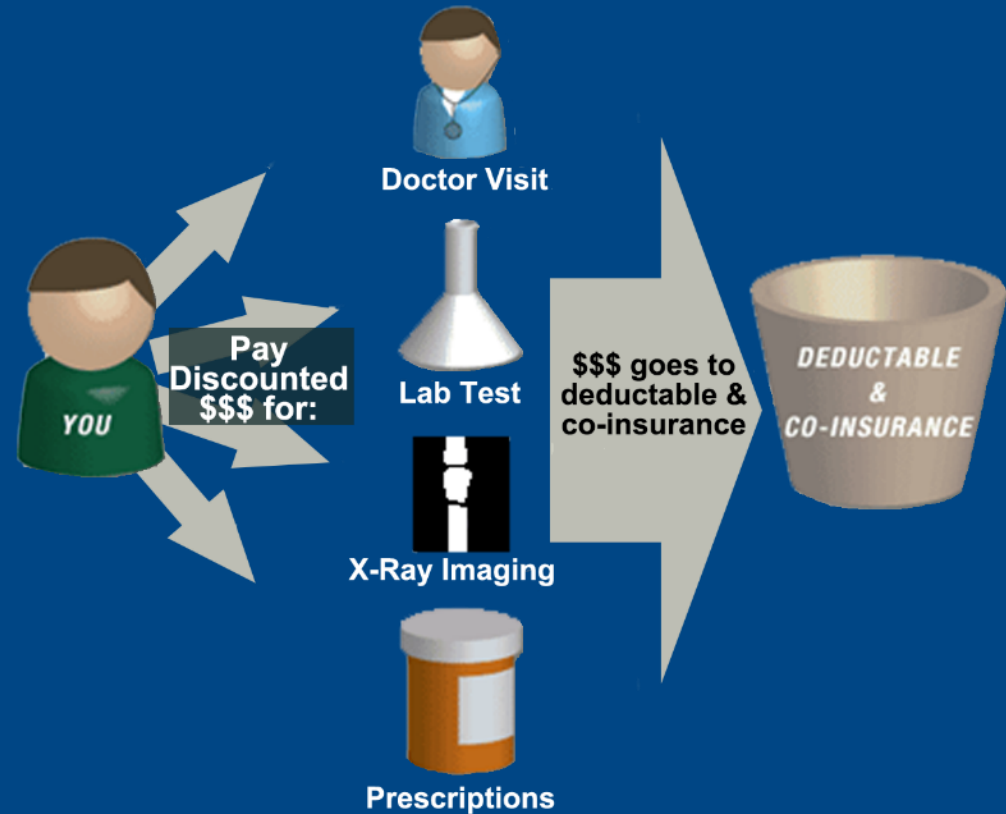 Doctor Visit
YOU
Pay
Discounted
$$$ for:
Lab Test
X-Ray Imaging
Prescriptions
$$$ goes to
deductable &
co-insurance
DEDUCTABLE
&
CO-INSURANCE